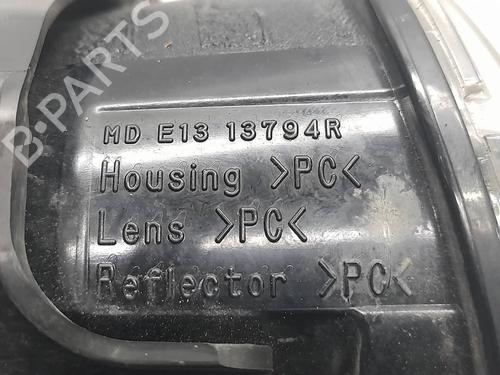 B-PARTS
MD E13 13794R
Housing >PC<
Lens >PC<
Reflector >PC<